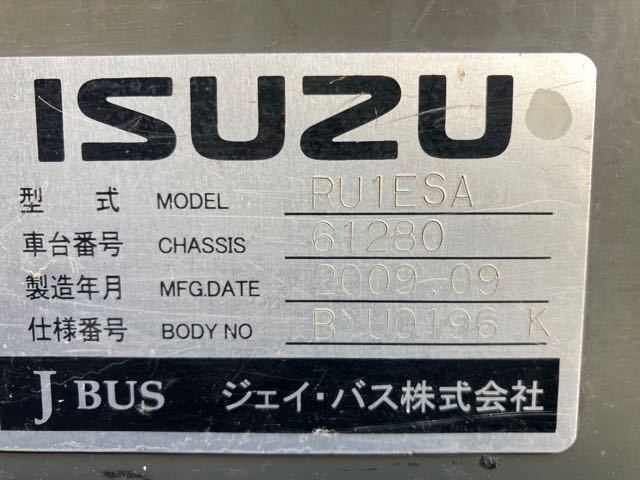 ISUZU
型 式 MODEL RU1ESA
車台番号 CHASSIS 61280
製造年月 MFG.DATE 2009.09
仕様番号 BODY NO BYU0196 K
J BUS ジェイ・バス株式会社